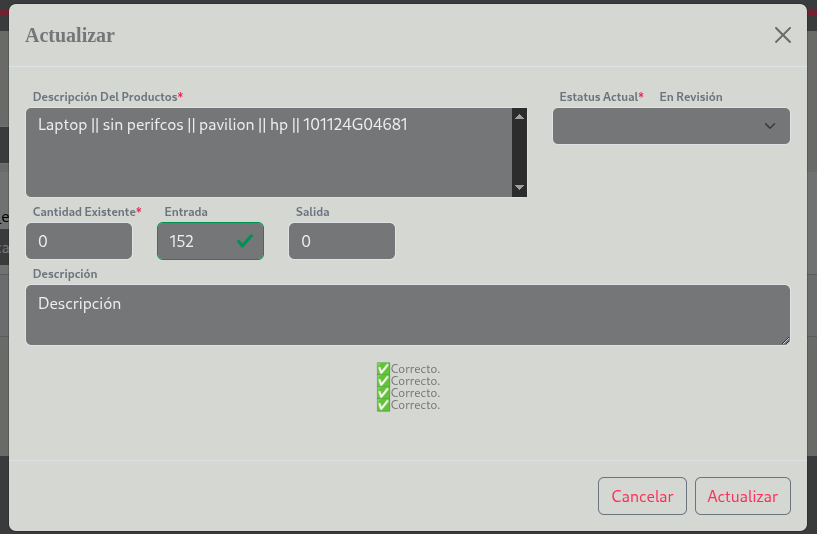 Actualizar
Descripción Del Productos*
Estatus Actual* En Revisión
Laptop || sin perifcos || pavilion || hp || 101124G04681
Cantidad Existente* Entrada Salida
0 152 0
Descripción
Descripción
✅Correcto.
✅Correcto.
✅Correcto.
✅Correcto.
Cancelar Actualizar